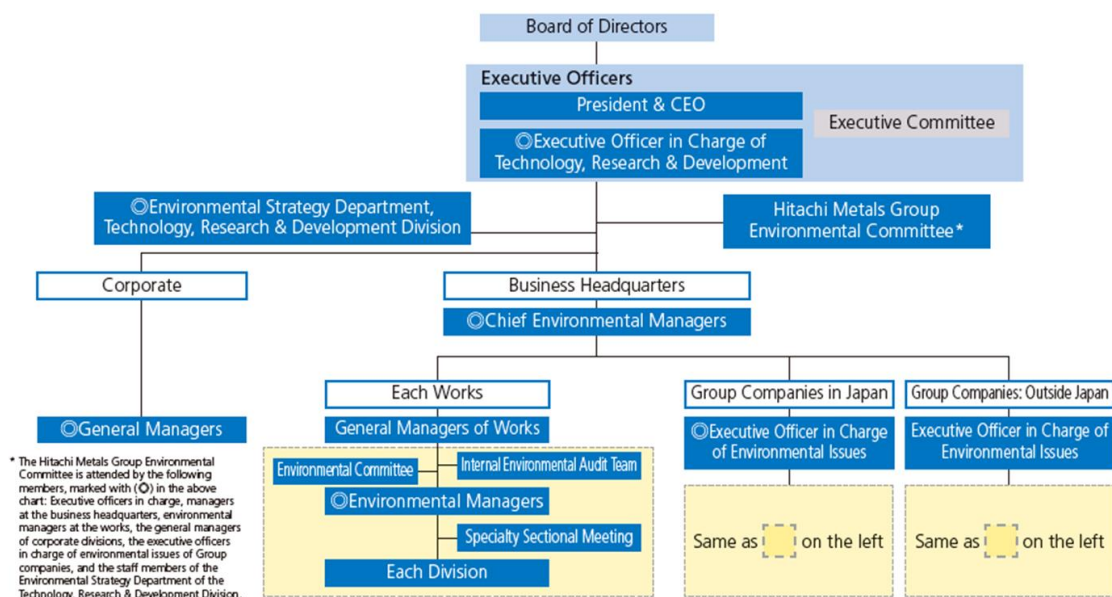 Board of Directors
Executive Officers
President & CEO
Executive Committee
◎Executive Officer in Charge of
Technology, Research & Development
◎Environmental Strategy Department,
Technology, Research & Development Division
Hitachi Metals Group
Environmental Committee*
Corporate
Business Headquarters
◎Chief Environmental Managers
Each Works
Group Companies in Japan
Group Companies: Outside Japan
◎General Managers
General Managers of Works
◎Executive Officer in Charge
of Environmental Issues
Executive Officer in Charge of
Environmental Issues
Environmental Committee
Internal Environmental Audit Team
◎Environmental Managers
Specialty Sectional Meeting
Each Division
Same as on the left
Same as on the left
* The Hitachi Metals Group Environmental
Committee is attended by the following
members, marked with (◎) in the above
chart: Executive officers in charge, managers
at the business headquarters, environmental
managers at the works, the general managers
of corporate divisions, the executive officers
in charge of environmental issues of Group
companies, and the staff members of the
Environmental Strategy Department of the
Technology, Research & Development Division.